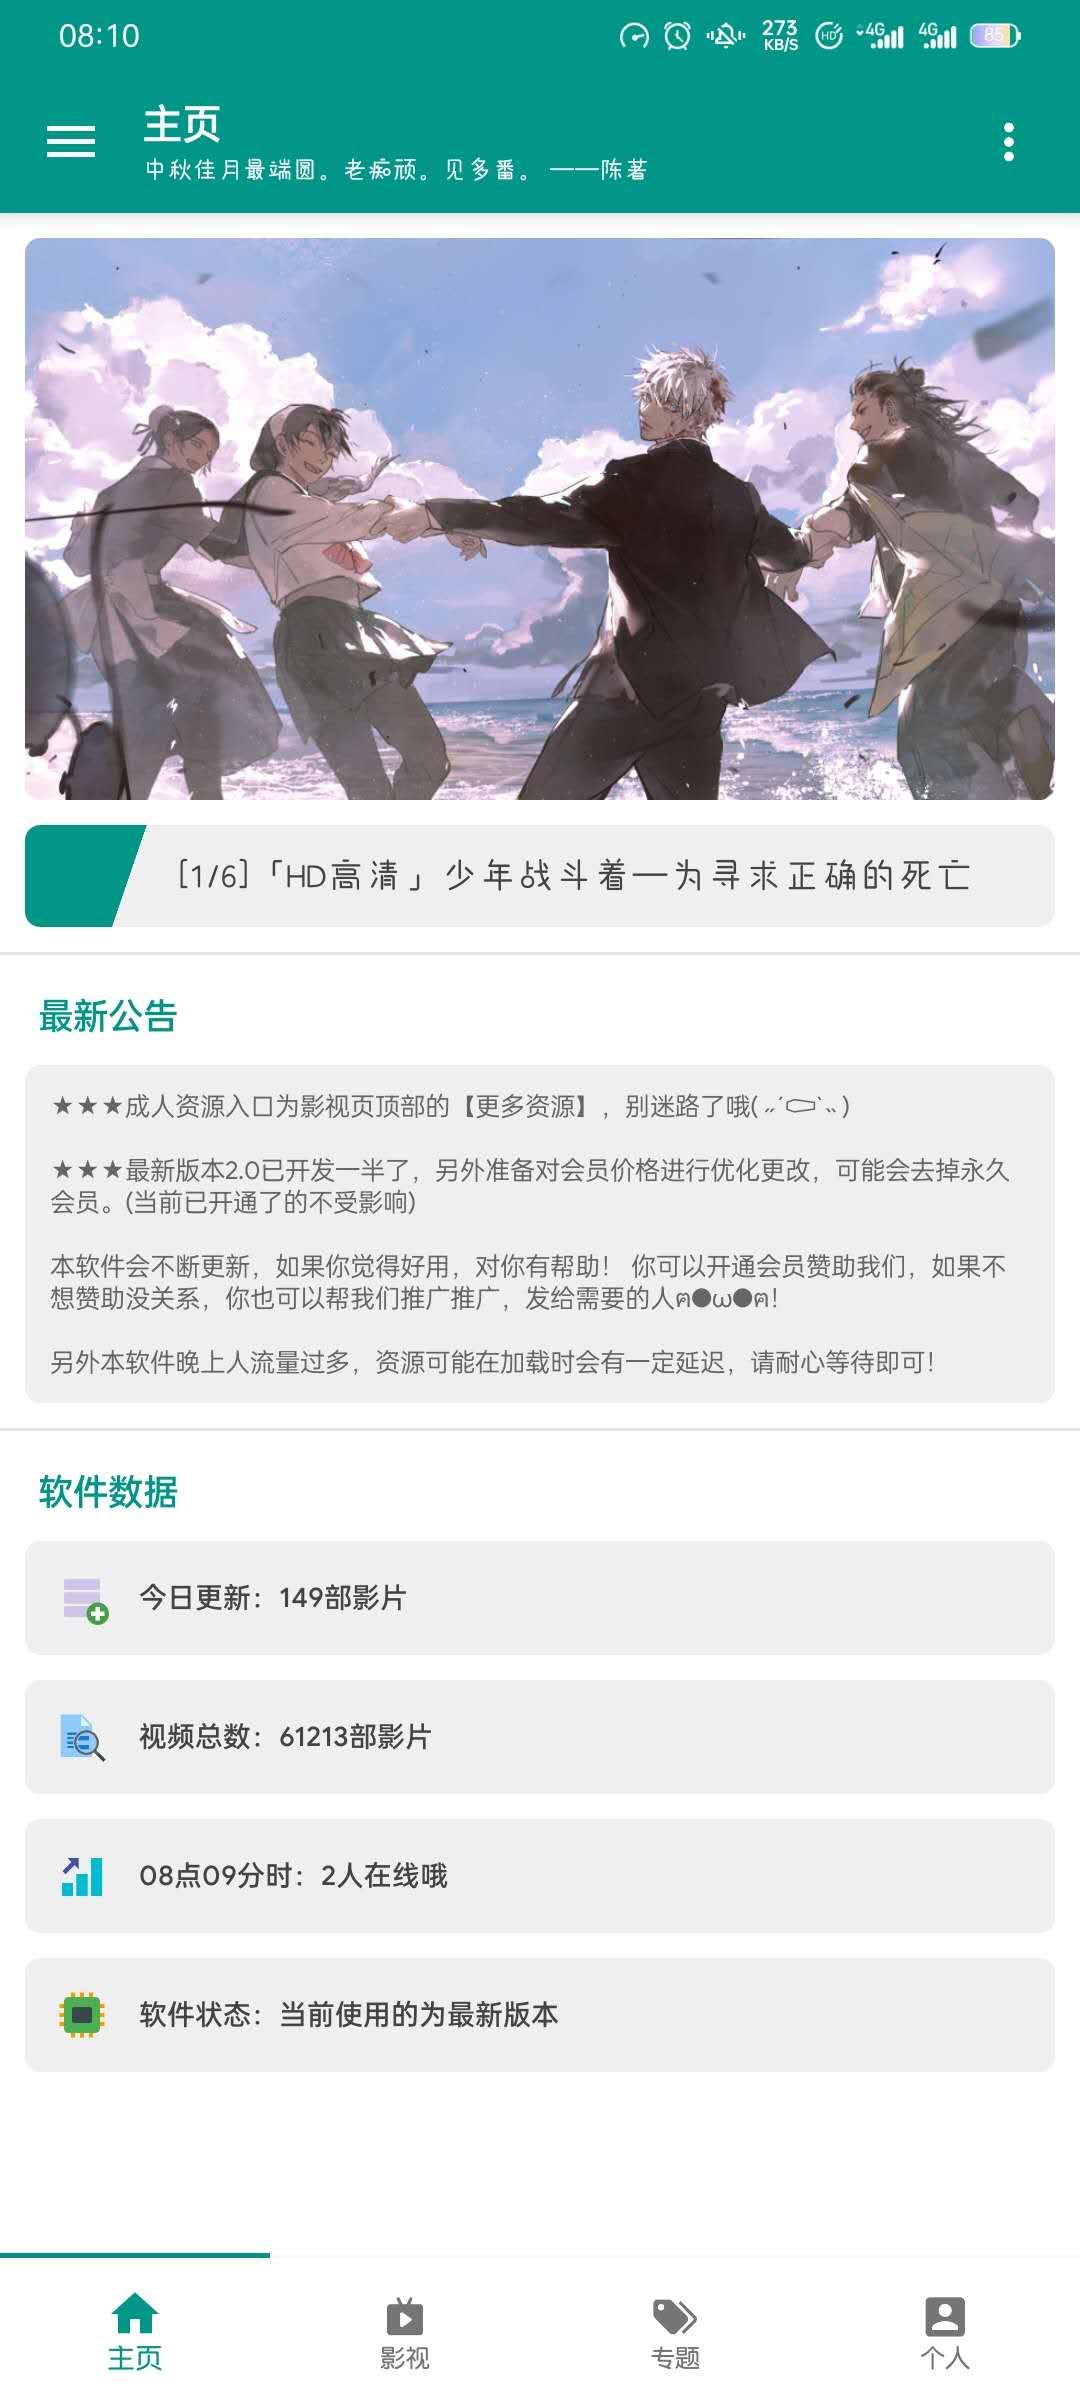 08:10
273
KB/S
HD
4G
4G
85
主页
中秋佳月最端圆。老痴顽。见多番。 ——陈著
[1/6]「HD高清」少年战斗着—为寻求正确的死亡
最新公告
★★★成人资源入口为影视页顶部的【更多资源】，别迷路了哦(
★★★最新版本2.0已开发一半了，另外准备对会员价格进行优化更改，可能会去掉永久
会员。(当前已开通了的不受影响)
本软件会不断更新，如果你觉得好用，对你有帮助！ 你可以开通会员赞助我们，如果不
想赞助没关系，你也可以帮我们推广推广，发给需要的人ฅ●ω●ฅ！
另外本软件晚上人流量过多，资源可能在加载时会有一定延迟，请耐心等待即可！
软件数据
今日更新：149部影片
视频总数：61213部影片
08点09分时：2人在线哦
软件状态：当前使用的为最新版本
主页
影视
专题
个人